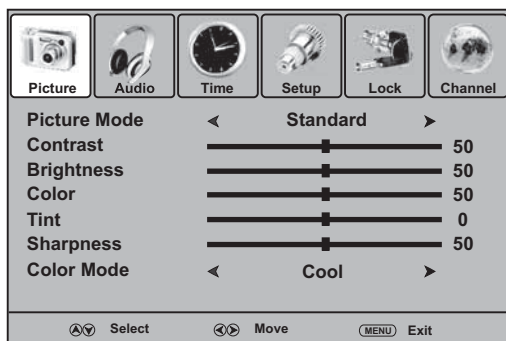 Picture Audio Time Setup Lock Channel
Picture Mode Standard
Contrast 50
Brightness 50
Color 50
Tint 0
Sharpness 50
Color Mode Cool
Select Move MENU Exit